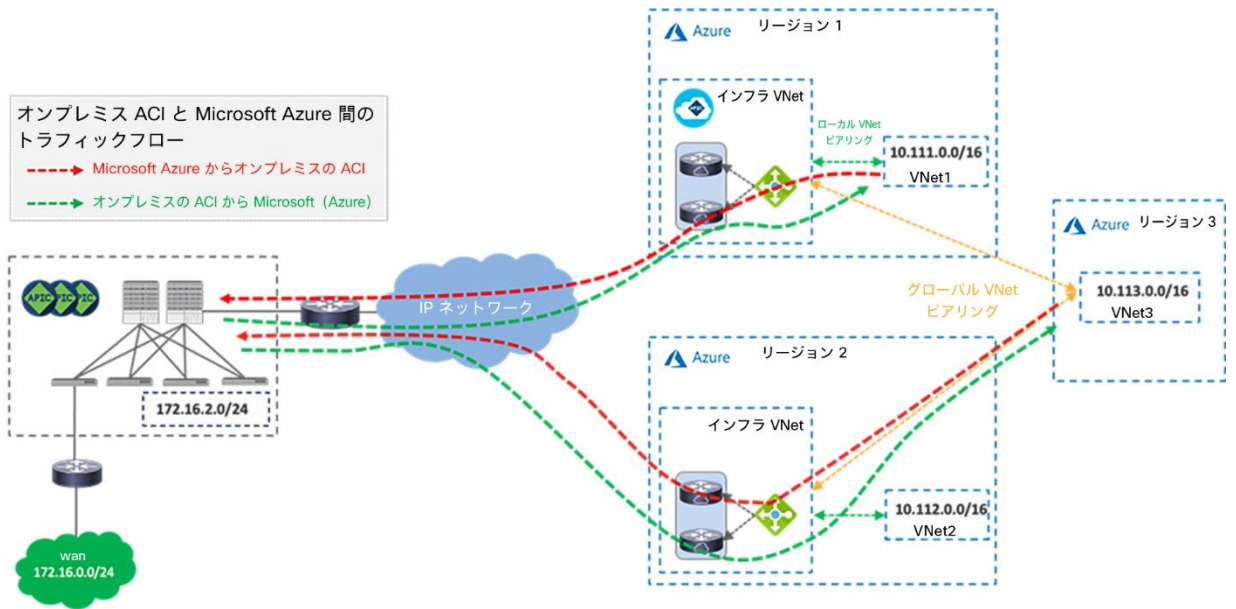 オンプレミス ACI と Microsoft Azure 間の
トラフィックフロー
Microsoft Azure からオンプレミスの ACI
オンプレミスの ACI から Microsoft（Azure）
APIC
PIC
PIC
172.16.2.0/24
wan
172.16.0.0/24
IP ネットワーク
Azure
リージョン 1
インフラ VNet
ローカル VNet
ピアリング
10.111.0.0/16
VNet1
グローバル VNet
ピアリング
Azure
リージョン 3
10.113.0.0/16
VNet3
Azure
リージョン 2
インフラ VNet
10.112.0.0/16
VNet2